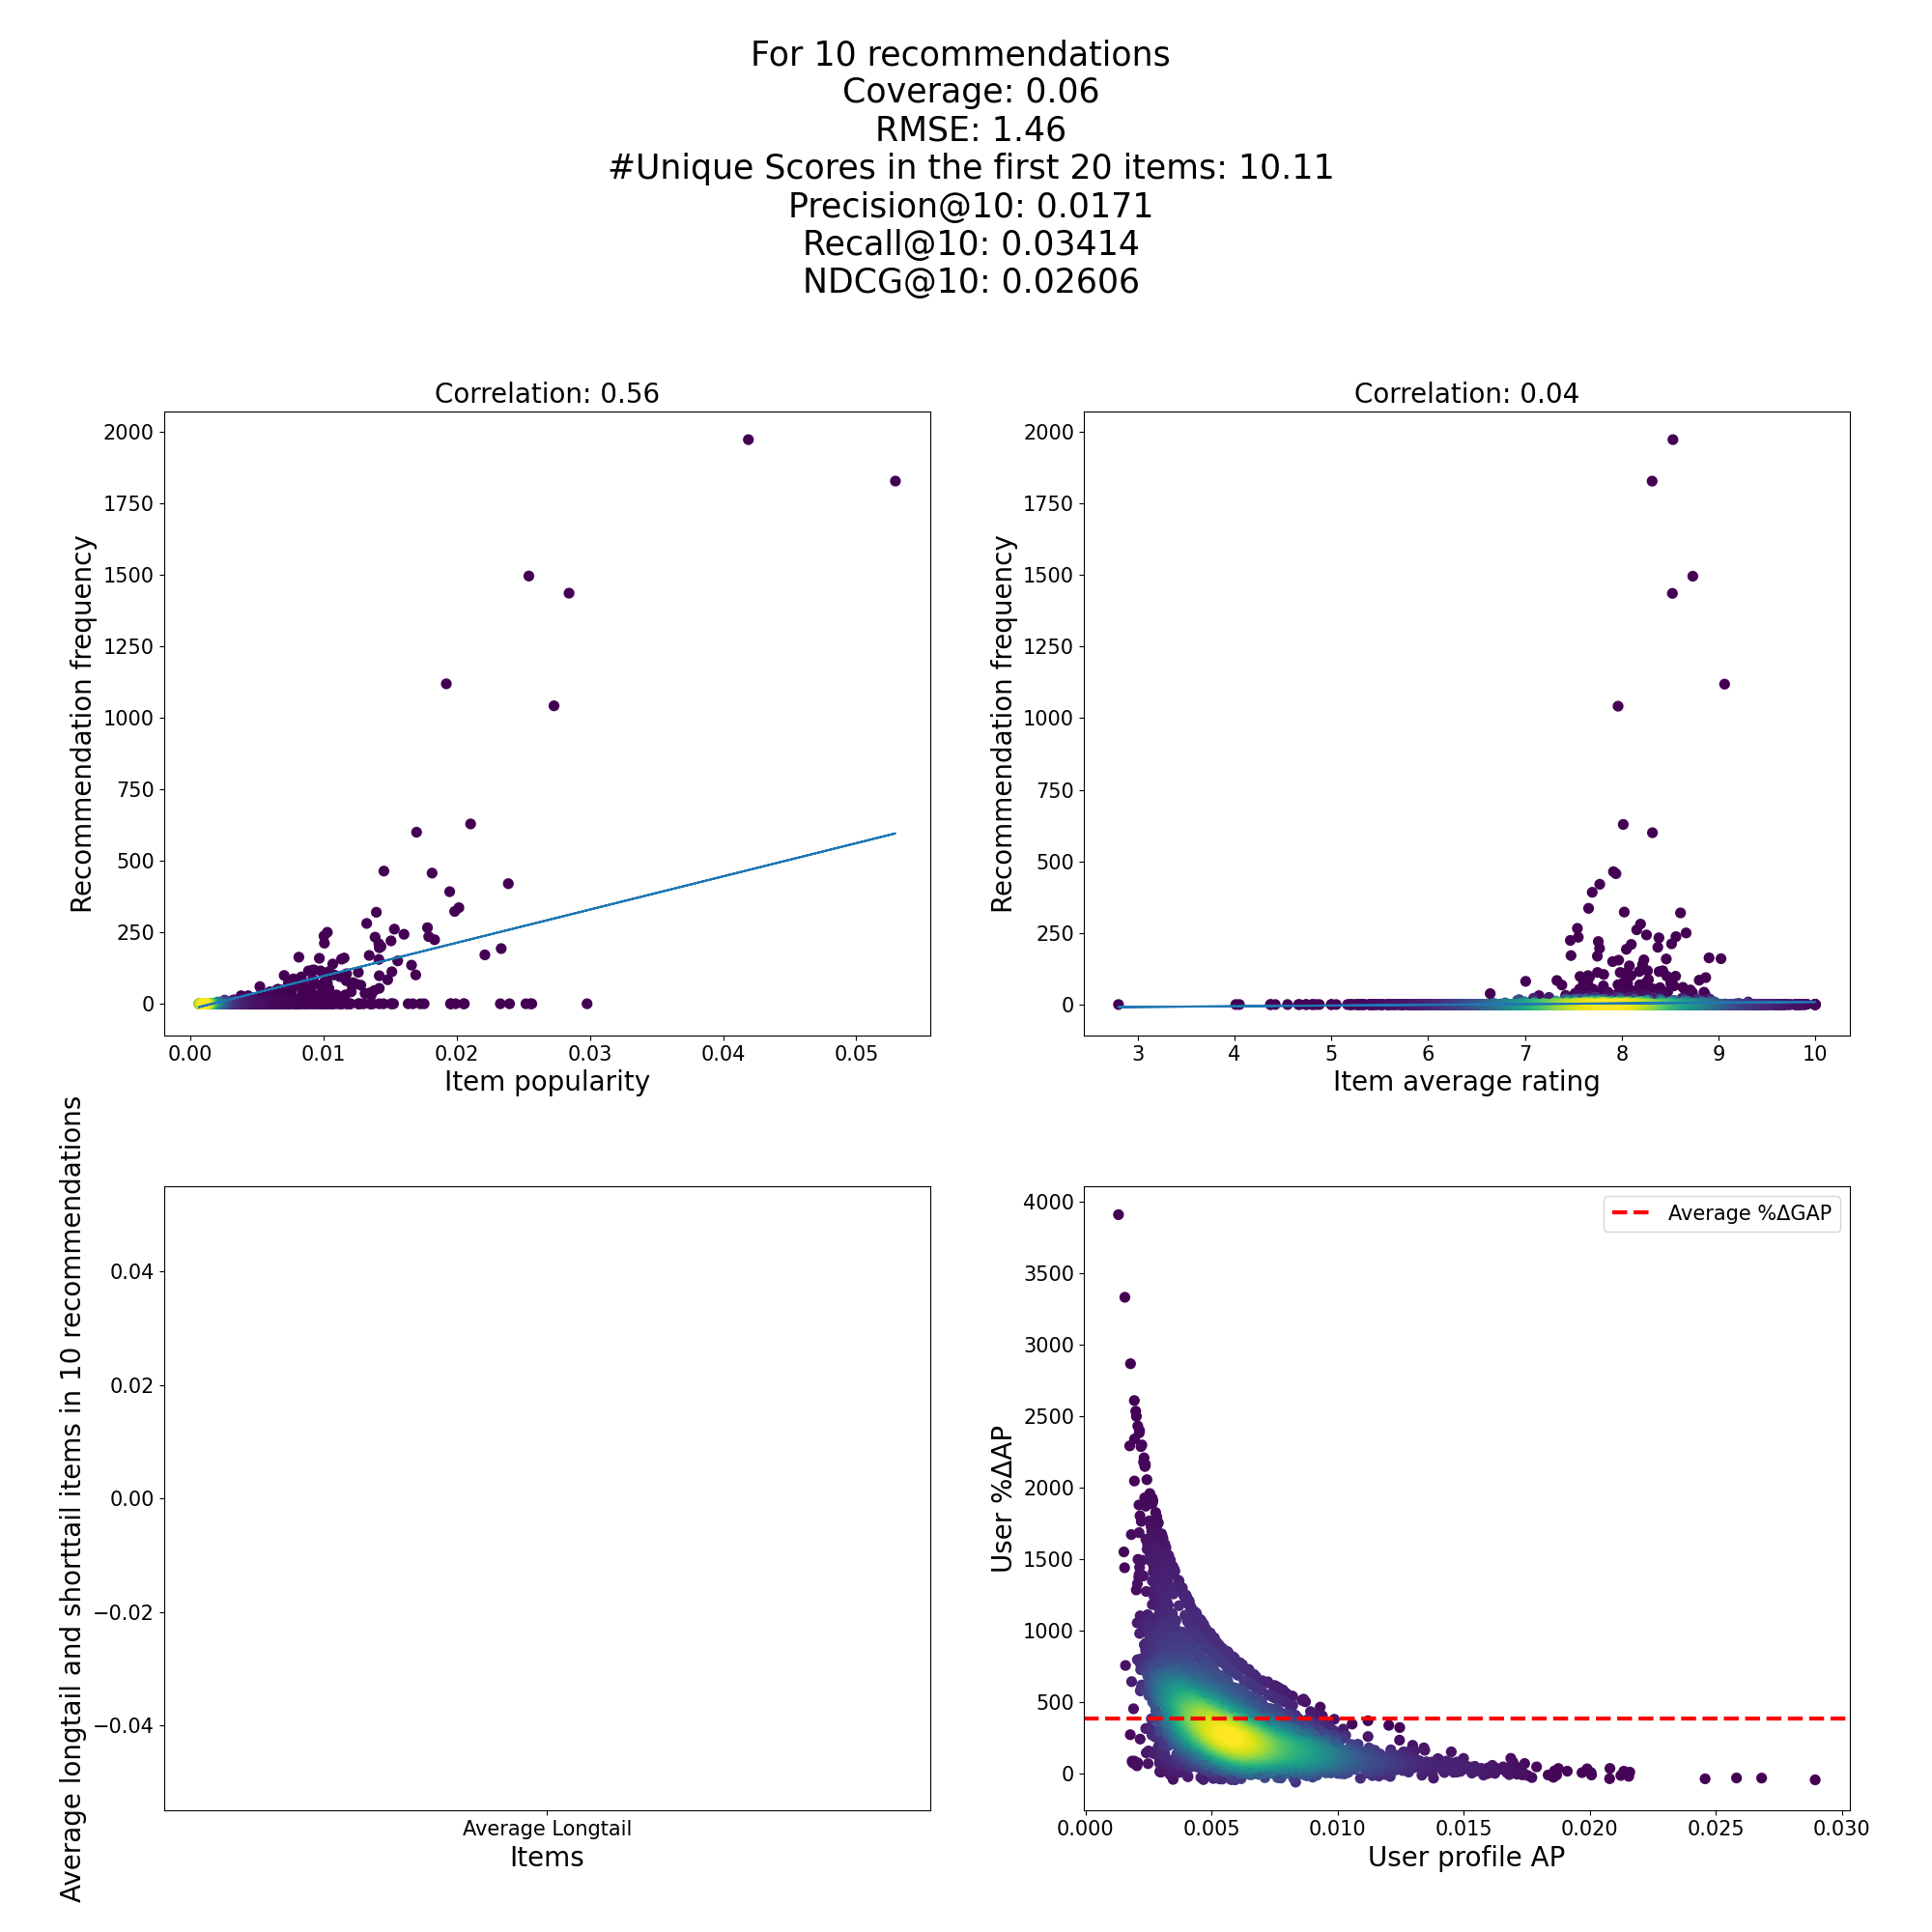 For 10 recommendations
Coverage: 0.06
RMSE: 1.46
#Unique Scores in the first 20 items: 10.11
Precision@10: 0.0171
Recall@10: 0.03414
NDCG@10: 0.02606
Correlation: 0.56
2000
1750
1500
1250
1000
750
500
250
0
Recommendation frequency
0.00 0.01 0.02 0.03 0.04 0.05
Item popularity
Correlation: 0.04
2000
1750
1500
1250
1000
750
500
250
0
Recommendation frequency
3 4 5 6 7 8 9 10
Item average rating
Average longtail and shorttail items in 10 recommendations
0.04
0.02
0.00
−0.02
−0.04
Average Longtail
Items
Average %ΔGAP
4000
3500
3000
2500
2000
1500
1000
500
0
User %ΔAP
0.000 0.005 0.010 0.015 0.020 0.025 0.030
User profile AP